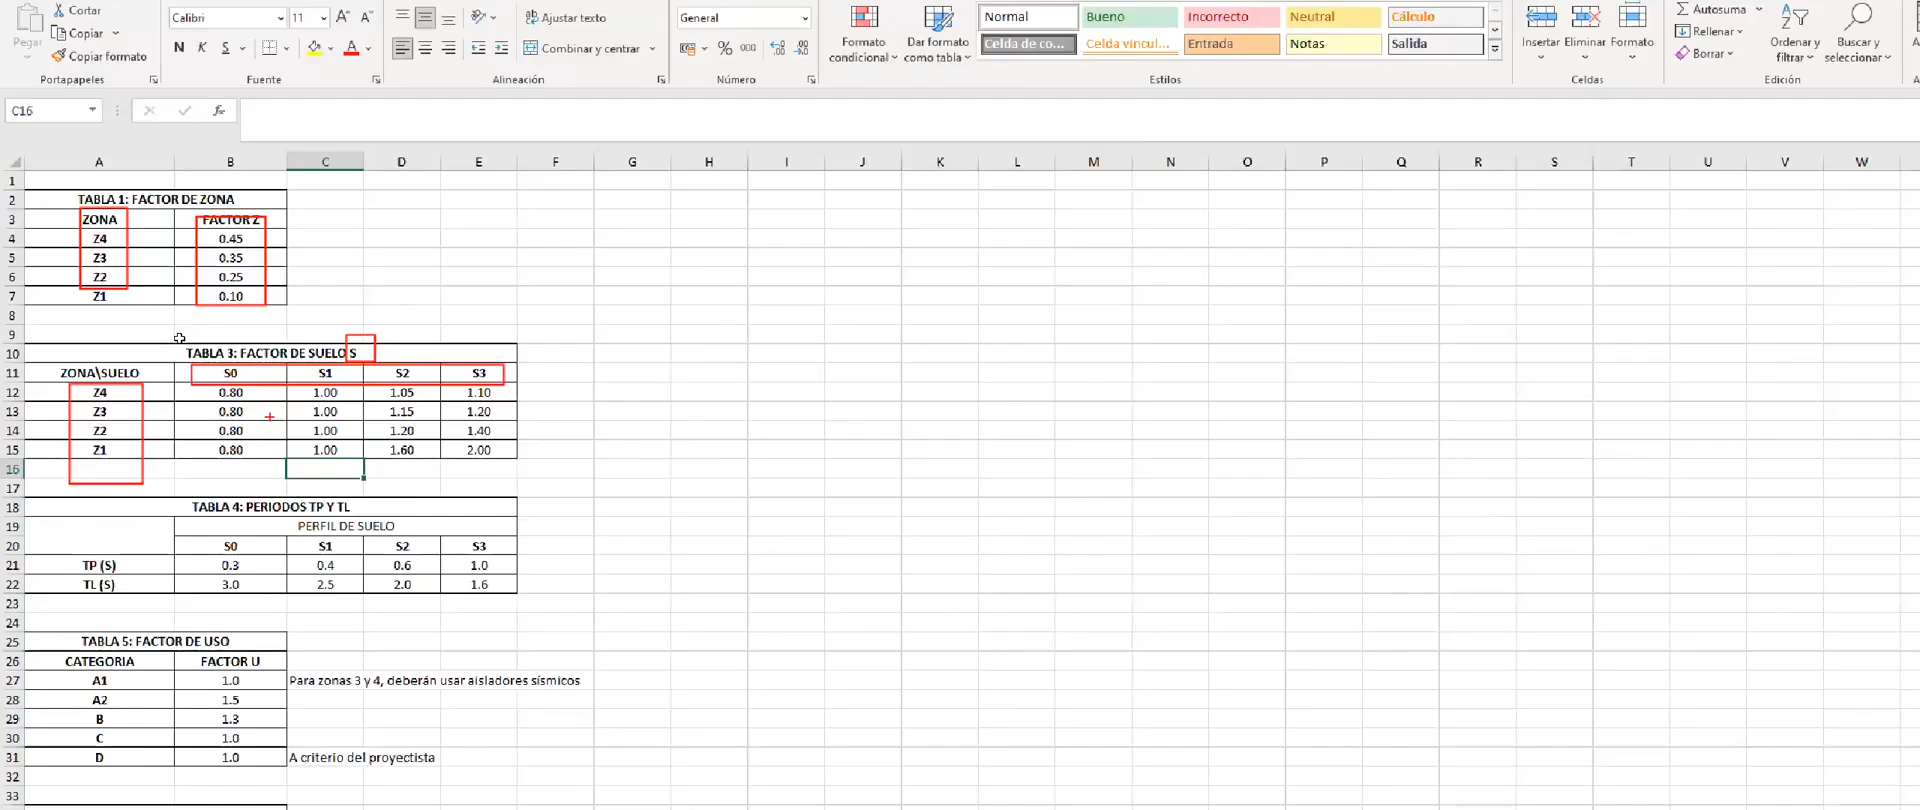 Cortar
Pegar
Copiar
Copiar formato
Portapapeles
Calibri
11
A A
N K S
A
Fuente
Ajustar texto
Combinar y centrar
Alineación
General
% 000
Número
Formato
condicional
Dar formato
como tabla
Normal
Bueno
Incorrecto
Neutral
Cálculo
Celda de co...
Celda vincul...
Entrada
Notas
Salida
Estilos
Insertar
Eliminar
Formato
Celdas
Autosuma
Rellenar
Borrar
Ordenar y
filtrar
Buscar y
seleccionar
Edición
C16
fx
A B C D E F G H I J K L M N O P Q R S T U V W
1
2 TABLA 1: FACTOR DE ZONA
3 ZONA FACTOR Z
4 Z4 0.45
5 Z3 0.35
6 Z2 0.25
7 Z1 0.10
8
9
10 TABLA 3: FACTOR DE SUELO S
11 ZONA\SUELO S0 S1 S2 S3
12 Z4 0.80 1.00 1.05 1.10
13 Z3 0.80 1.00 1.15 1.20
14 Z2 0.80 1.00 1.20 1.40
15 Z1 0.80 1.00 1.60 2.00
16
17
18 TABLA 4: PERIODOS TP Y TL
19 PERFIL DE SUELO
20 S0 S1 S2 S3
21 TP (S) 0.3 0.4 0.6 1.0
22 TL (S) 3.0 2.5 2.0 1.6
23
24
25 TABLA 5: FACTOR DE USO
26 CATEGORIA FACTOR U
27 A1 1.0 Para zonas 3 y 4, deberán usar aisladores sísmicos
28 A2 1.5
29 B 1.3
30 C 1.0
31 D 1.0 A criterio del proyectista
32
33